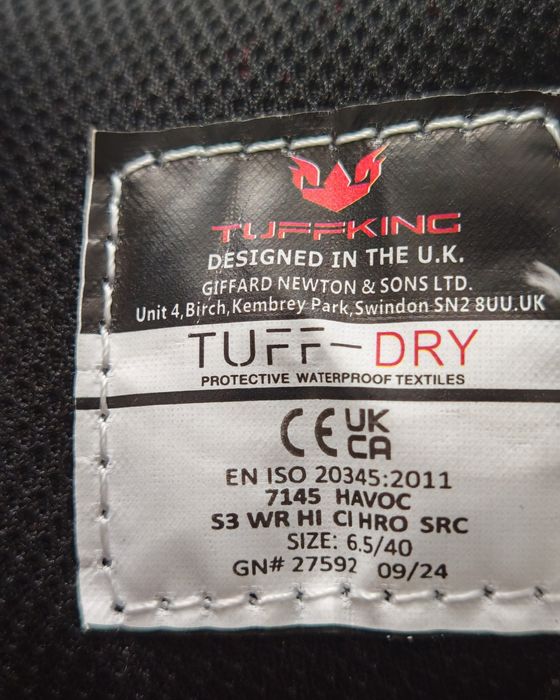 TUFFKING
DESIGNED IN THE U.K.
GIFFARD NEWTON & SONS LTD.
Unit 4,Birch,Kembrey Park,Swindon SN2 8UU.UK
TUFF-DRY
PROTECTIVE WATERPROOF TEXTILES
CE UK CA
EN ISO 20345:2011
7145 HAVOC
S3 WR HI CI HRO SRC
SIZE: 6.5/40
GN# 27592 09/24